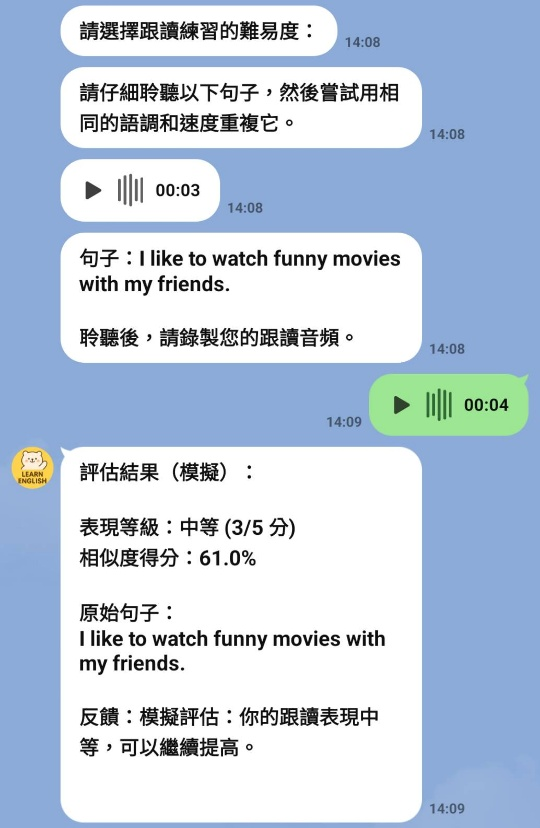 請選擇跟讀練習的難易度：
14:08
請仔細聆聽以下句子，然後嘗試用相
同的語調和速度重複它。
14:08
00:03
14:08
句子：I like to watch funny movies
with my friends.
聆聽後，請錄製您的跟讀音頻。
14:08
00:04
14:09
LEARN
ENGLISH
評估結果（模擬）：
表現等級：中等 (3/5 分)
相似度得分：61.0%
原始句子：
I like to watch funny movies with
my friends.
反饋：模擬評估：你的跟讀表現中
等，可以繼續提高。
14:09